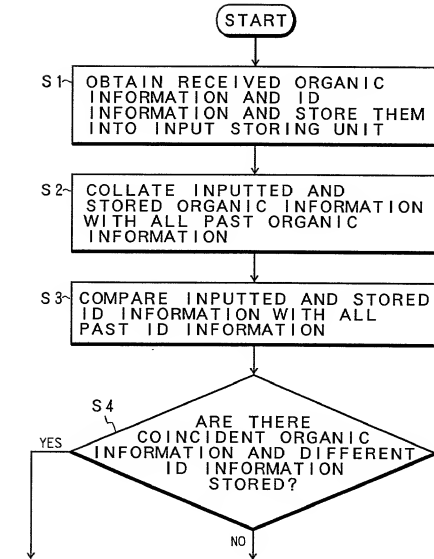 START
S1
OBTAIN RECEIVED ORGANIC
INFORMATION AND ID
INFORMATION AND STORE THEM
INTO INPUT STORING UNIT
S2
COLLATE INPUTTED AND
STORED ORGANIC INFORMATION
WITH ALL PAST ORGANIC
INFORMATION
S3
COMPARE INPUTTED AND STORED
ID INFORMATION WITH ALL
PAST ID INFORMATION
S4
ARE THERE
COINCIDENT ORGANIC
INFORMATION AND DIFFERENT
ID INFORMATION
STORED?
YES
NO